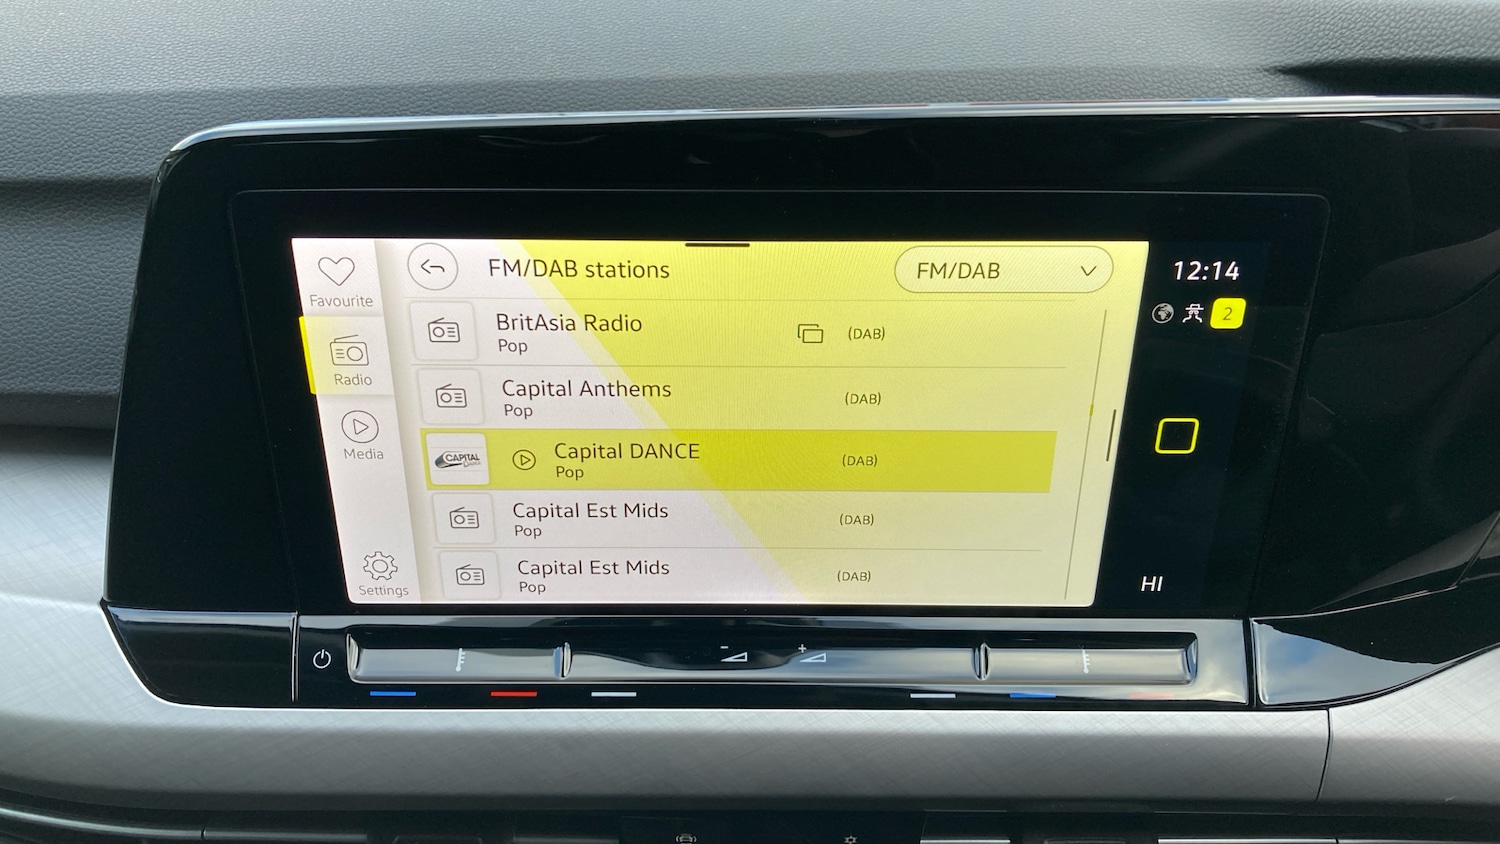 FM/DAB stations
FM/DAB
12:14
2
Favourite
BritAsia Radio
Pop
(DAB)
Radio
Capital Anthems
Pop
(DAB)
Media
CAPITAL
DANCE
Capital DANCE
Pop
(DAB)
Capital Est Mids
Pop
(DAB)
Settings
Capital Est Mids
Pop
(DAB)
HI